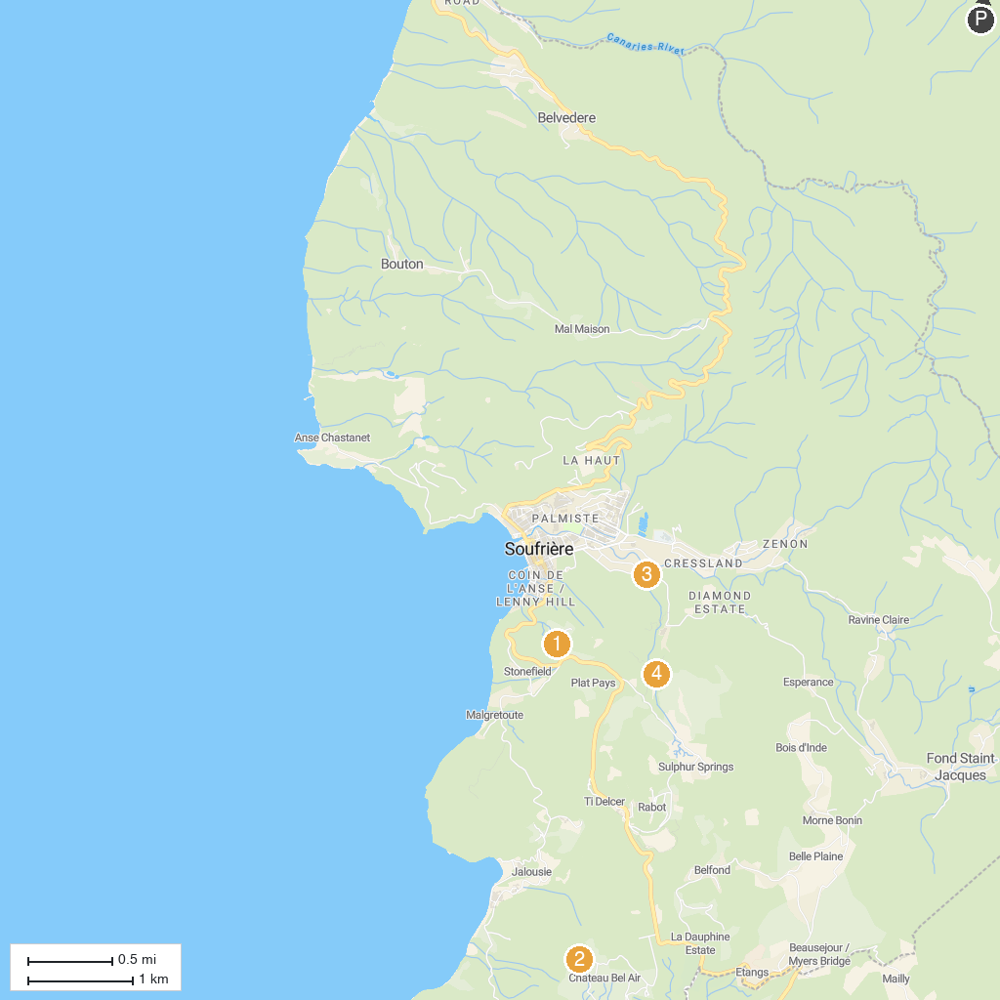 ROAD
P
Canaries Rivet
Belvedere
Bouton
Mal Maison
Anse Chastanet
LA HAUT
PALMISTE
Soufrière
ZENON
CRESSLAND
3
COIN DE
L'ANSE /
LENNY HILL
DIAMOND
ESTATE
Ravine Claire
1
Stonefield
4
Plat Pays
Esperance
Malgretoute
Bois d'Inde
Sulphur Springs
Fond Staint
Jacques
Ti Delcer
Rabot
Morne Bonin
Belle Plaine
Jalousie
Belfond
La Dauphine
Estate
Beausejour /
Myers Bridge
2
Cnateau Bel Air
Etangs
Mailly
0.5 mi
1 km